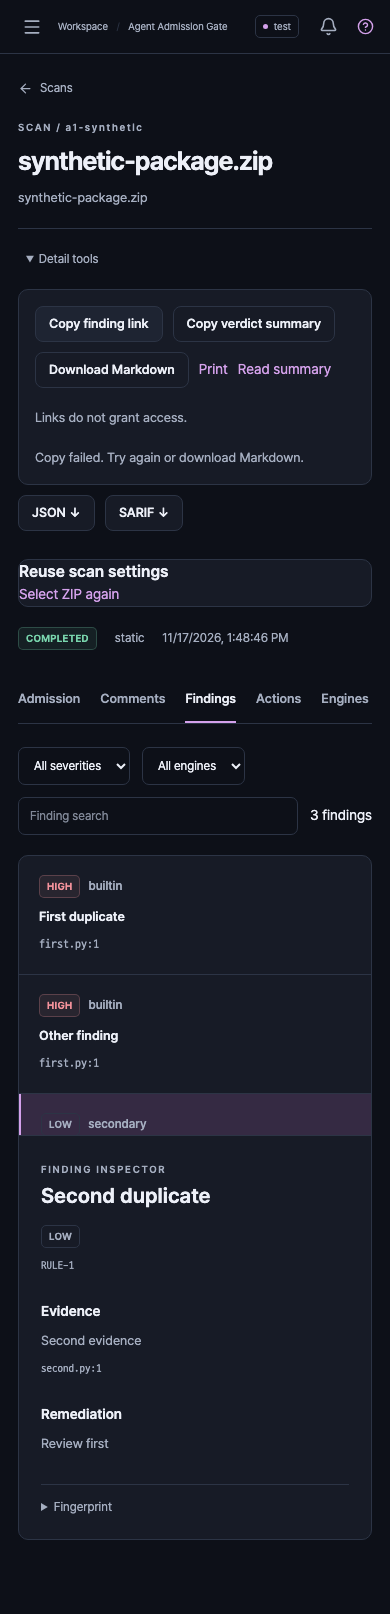 Workspace / Agent Admission Gate test
← Scans
SCAN / a1-synthetic
synthetic-package.zip
synthetic-package.zip
▼ Detail tools
Copy finding link Copy verdict summary
Download Markdown Print Read summary
Links do not grant access.
Copy failed. Try again or download Markdown.
JSON ↓ SARIF ↓
Reuse scan settings
Select ZIP again
COMPLETED static 11/17/2026, 1:48:46 PM
Admission Comments Findings Actions Engines
All severities All engines
Finding search 3 findings
HIGH builtin
First duplicate
first.py:1
HIGH builtin
Other finding
first.py:1
LOW secondary
FINDING INSPECTOR
Second duplicate
LOW
RULE-1
Evidence
Second evidence
second.py:1
Remediation
Review first
▶ Fingerprint